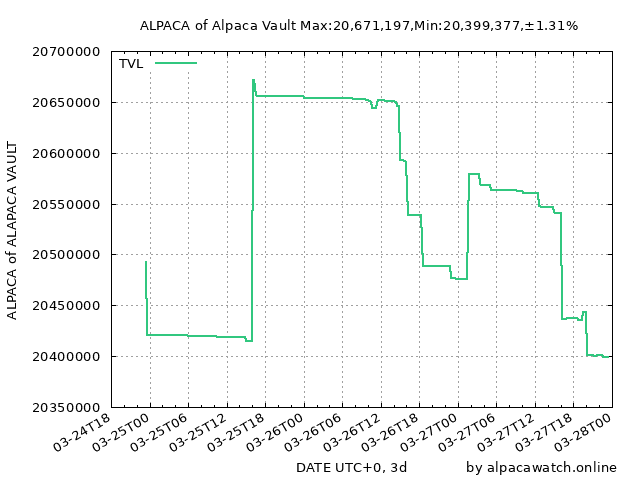 ALPACA of Alpaca Vault Max:20,671,197,Min:20,399,377,±1.31%
TVL
ALPACA of ALAPACA VAULT
20700000
20650000
20600000
20550000
20500000
20450000
20400000
20350000
03-24T18
03-25T00
03-25T06
03-25T12
03-25T18
03-26T00
03-26T06
03-26T12
03-26T18
03-27T00
03-27T06
03-27T12
03-27T18
03-28T00
DATE UTC+0, 3d
by alpacawatch.online